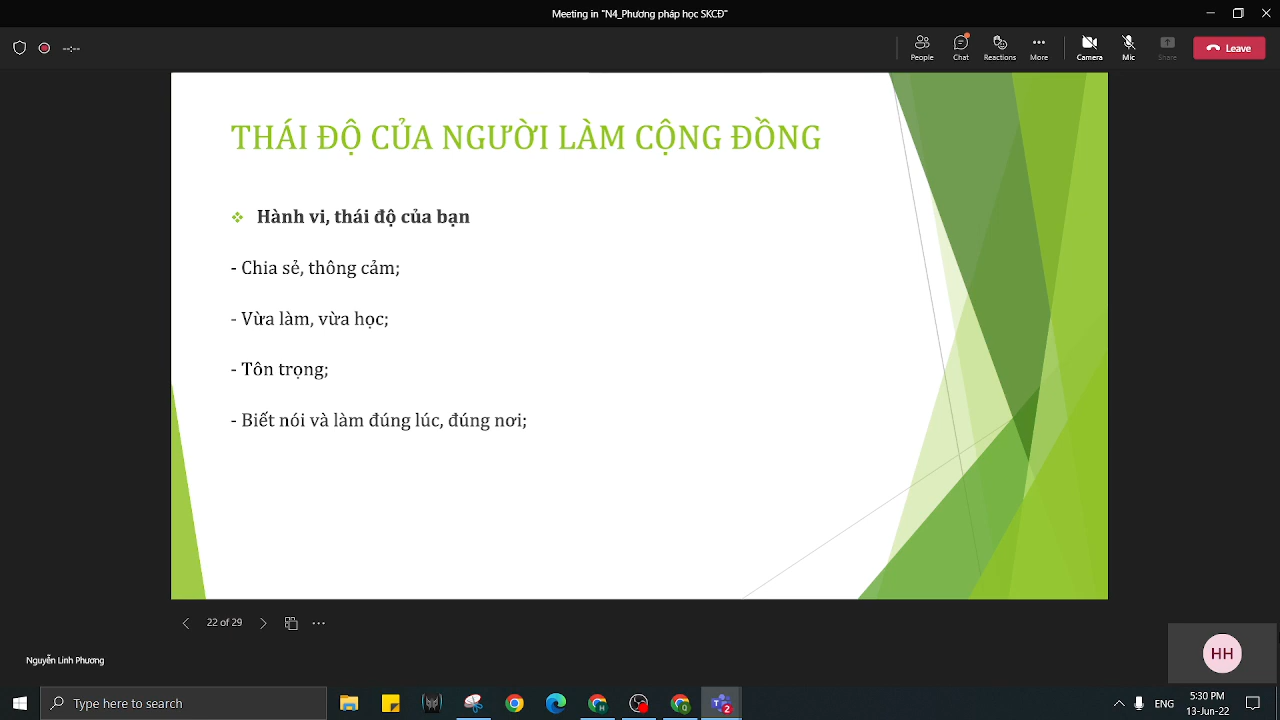 Meeting in "N4_Phương pháp học SKCĐ"
--:--
People
Chat
Reactions
More
Camera
Mic
Share
Leave
THÁI ĐỘ CỦA NGƯỜI LÀM CỘNG ĐỒNG
Hành vi, thái độ của bạn
- Chia sẻ, thông cảm;
- Vừa làm, vừa học;
- Tôn trọng;
- Biết nói và làm đúng lúc, đúng nơi;
22 of 29
Nguyễn Linh Phương
HH
Type here to search
H
Q
2
ENG
5:30 PM
13-Jun-22